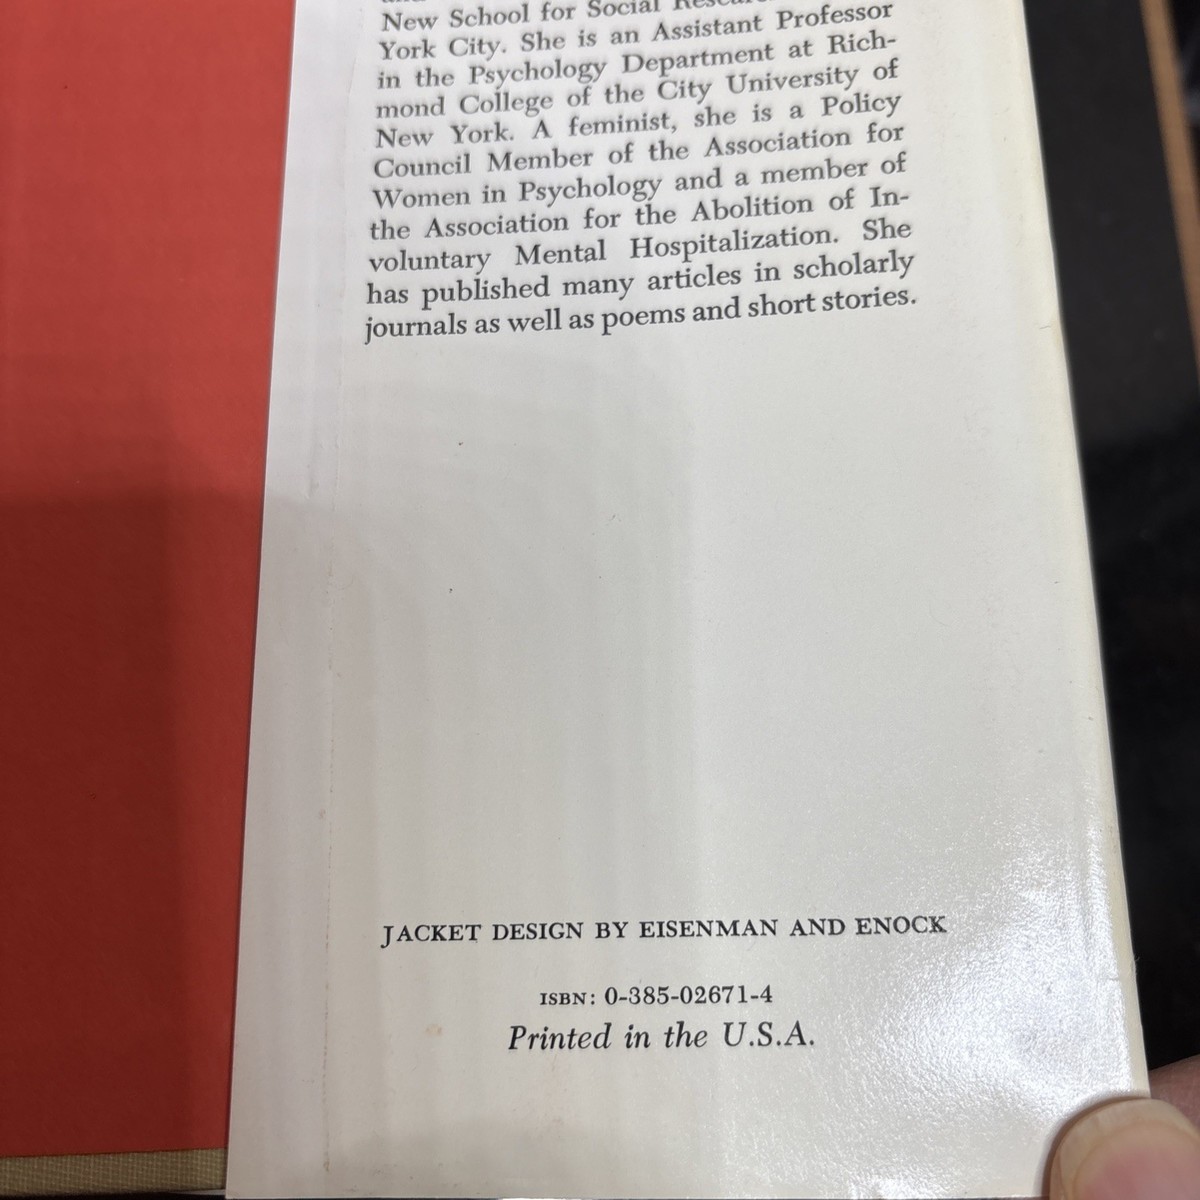 New School for Social
York City. She is an Assistant Professor
in the Psychology Department at Rich-
mond College of the City University of
New York. A feminist, she is a Policy
Council Member of the Association for
Women in Psychology and a member of
the Association for the Abolition of In-
voluntary Mental Hospitalization. She
has published many articles in scholarly
journals as well as poems and short stories.
JACKET DESIGN BY EISENMAN AND ENOCK
ISBN: 0-385-02671-4
Printed in the U.S.A.